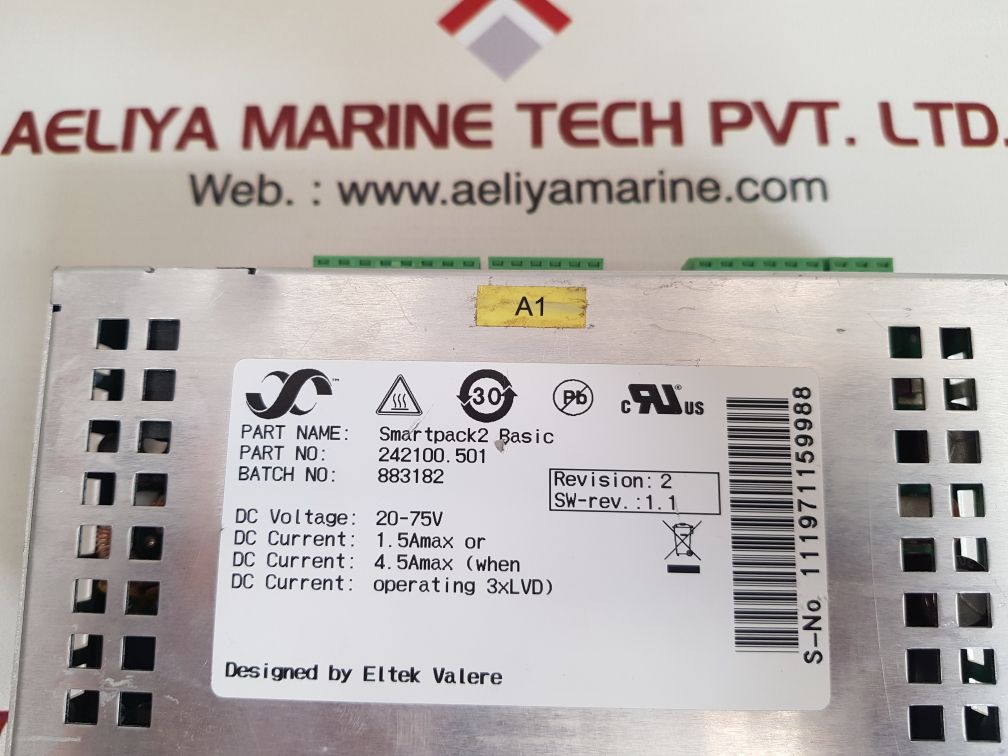 AELIYA MARINE TECH PVT. LTD.
Web. : www.aeliyamarine.com
A1
30
Pb
c RU ® US
PART NAME: Smartpack2 Basic
PART NO: 242100.501
BATCH NO: 883182
Revision: 2
SW-rev.:1.1
DC Voltage: 20-75V
DC Current: 1.5Amax or
DC Current: 4.5Amax (when
DC Current: operating 3xLVD)
S-No 111971159988
Designed by Eltek Valere